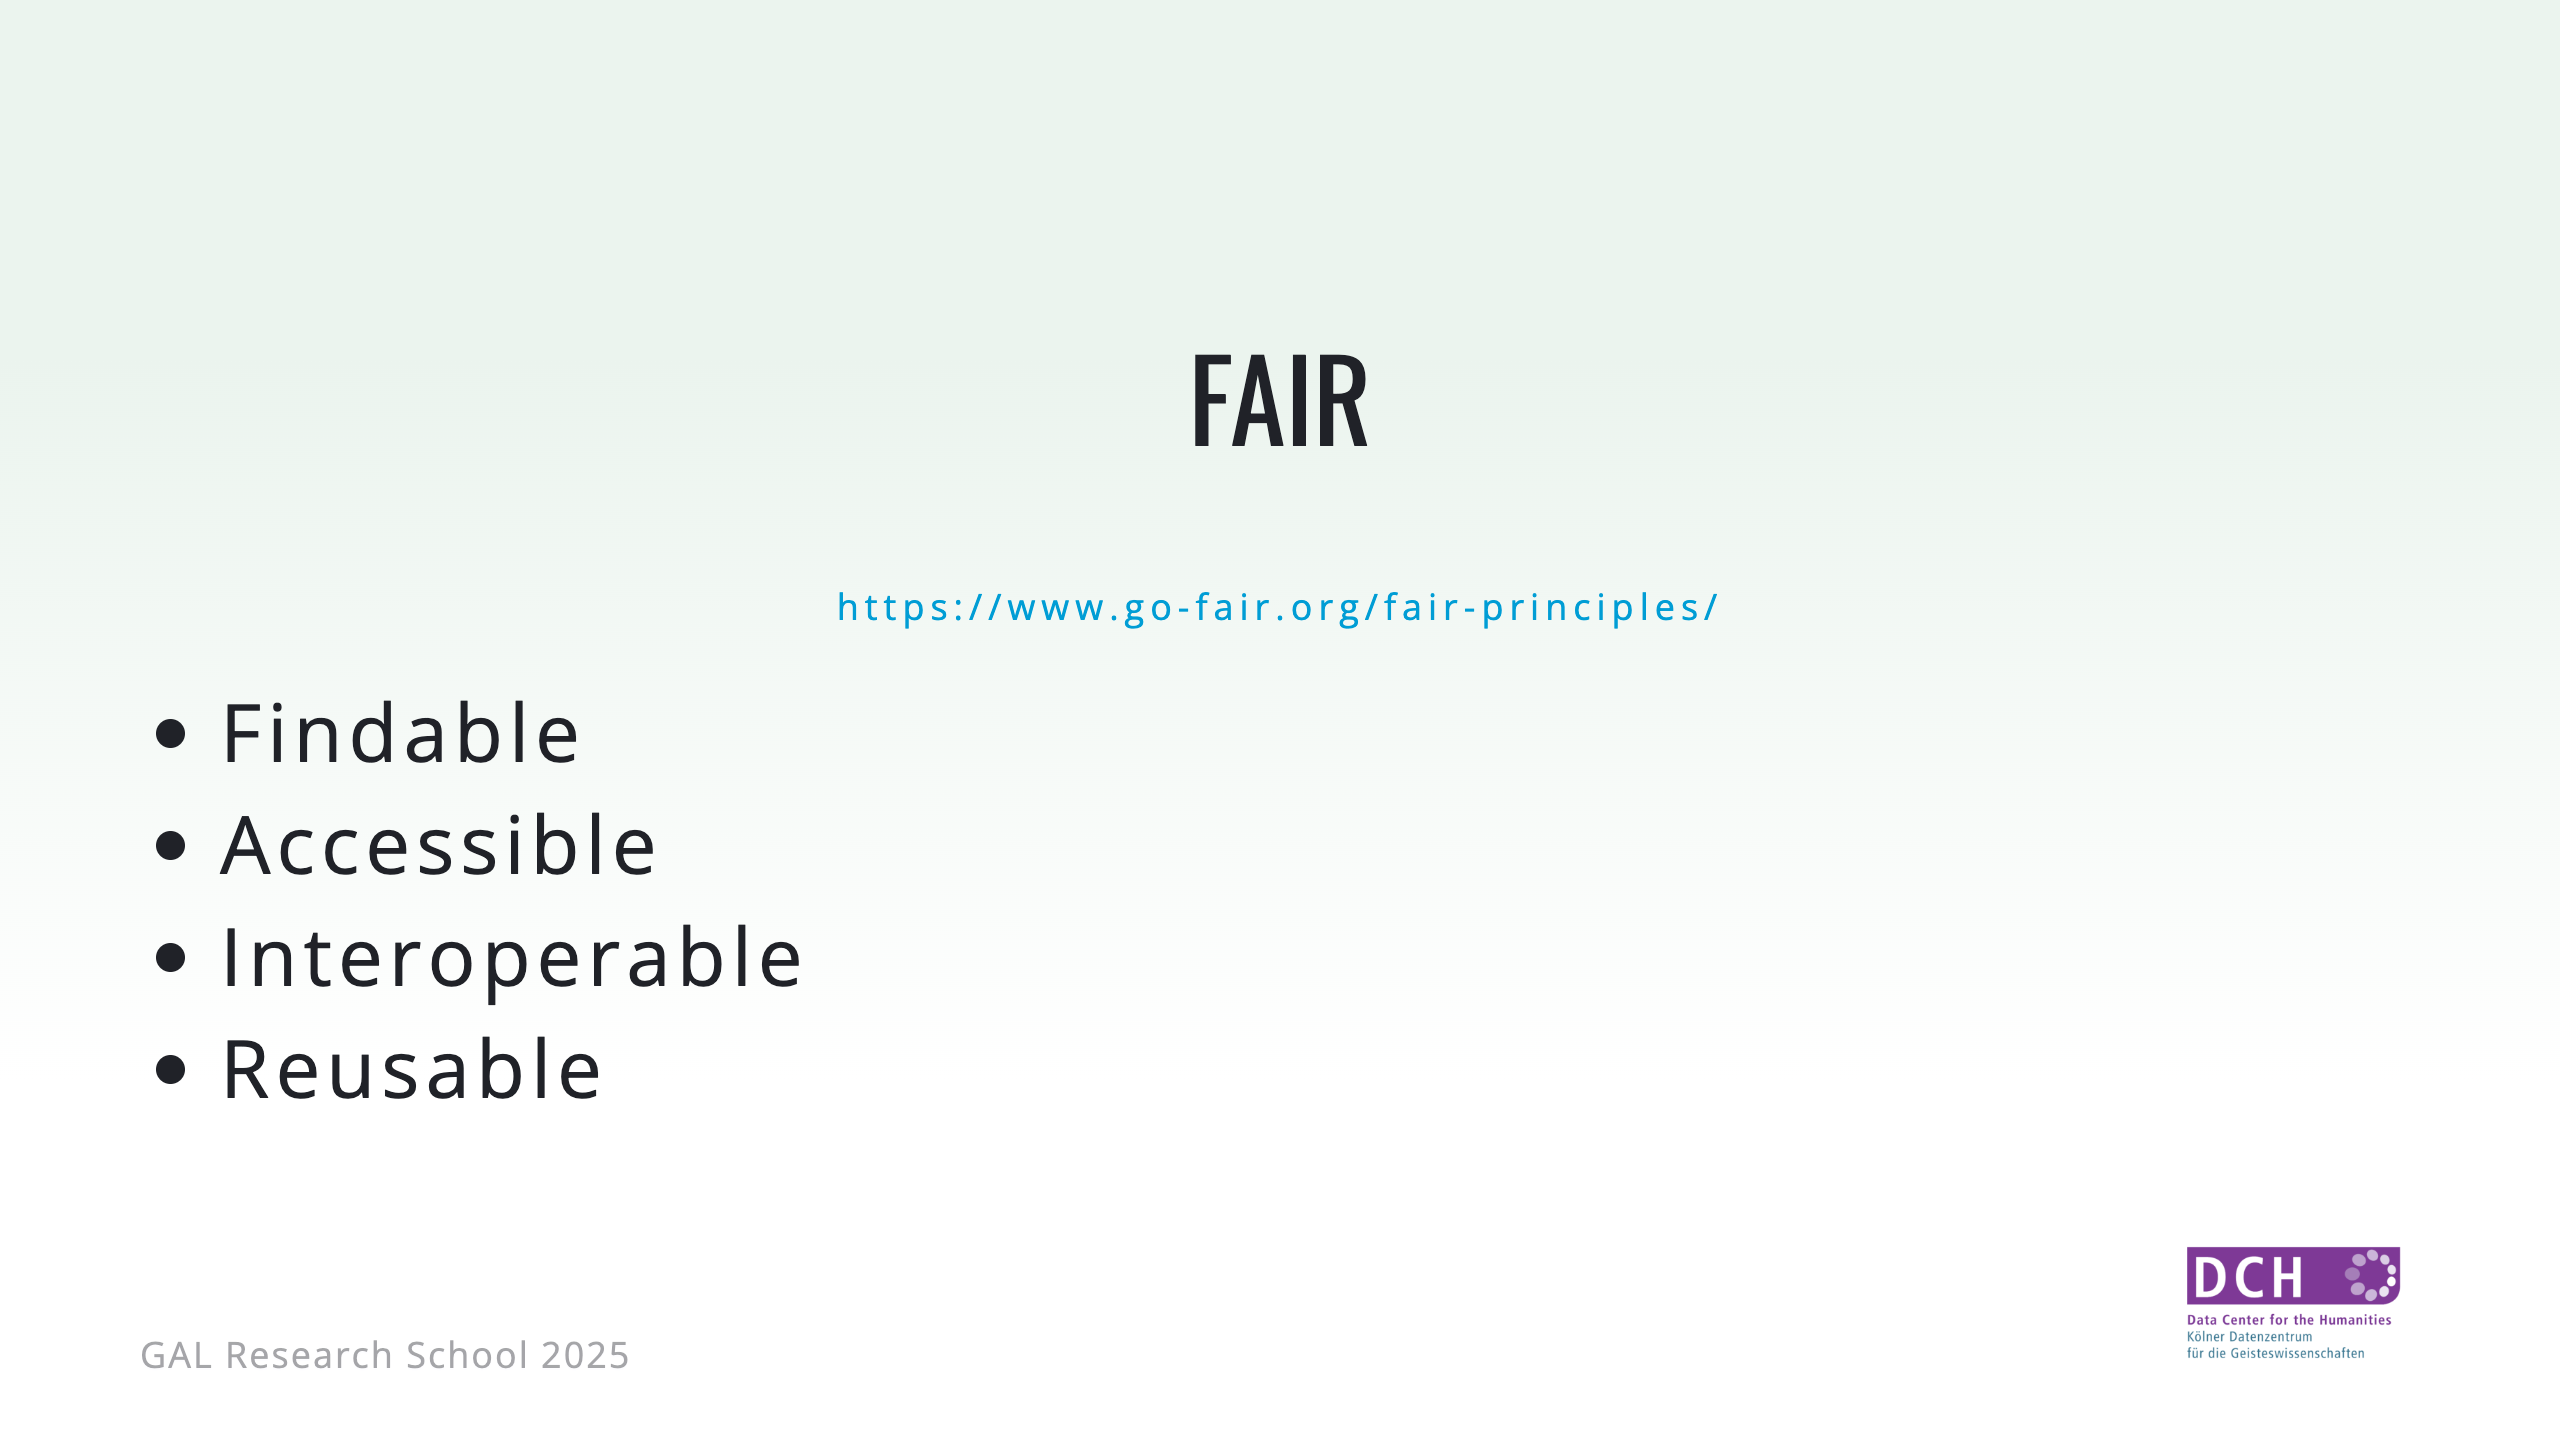 FAIR
https://www.go-fair.org/fair-principles/
Findable
Accessible
Interoperable
Reusable
DCH
Data Center for the Humanities
Kölner Datenzentrum
für die Geisteswissenschaften
GAL Research School 2025